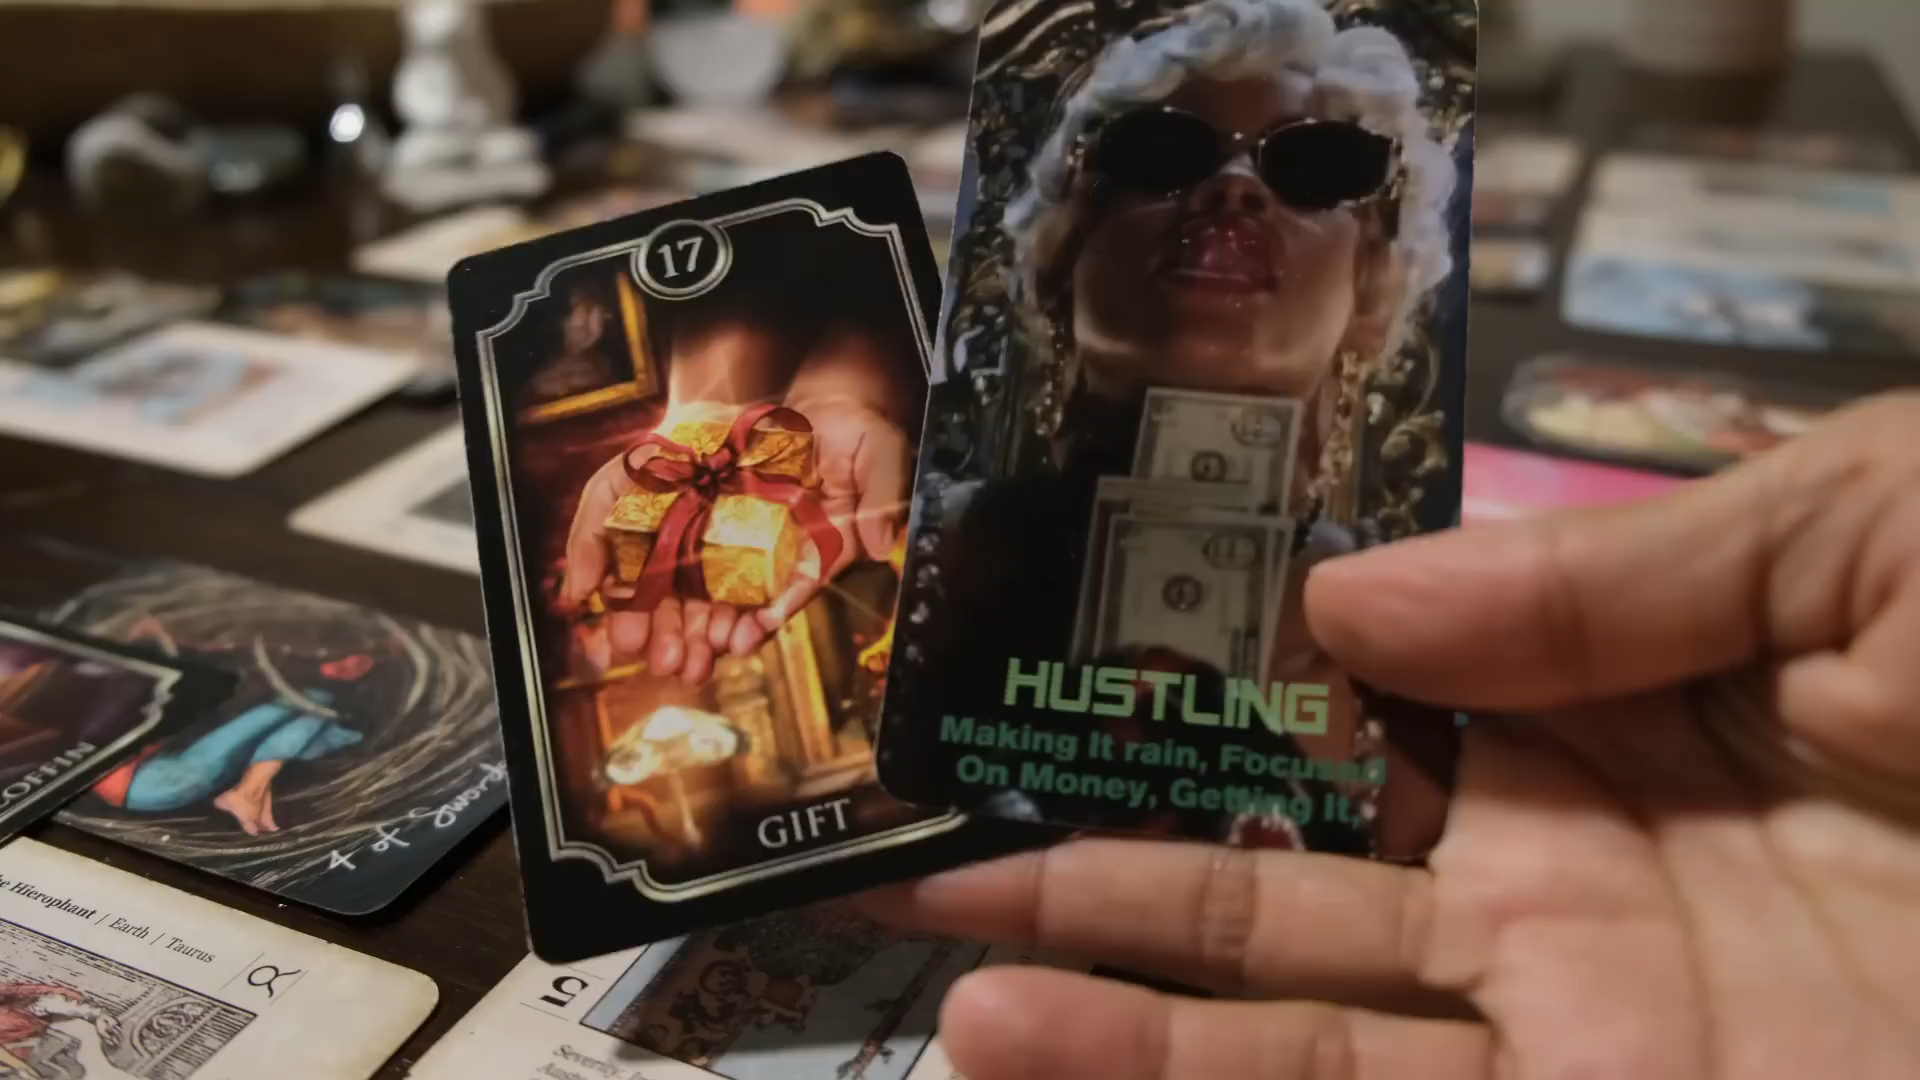 17
GIFT
HUSTLING
Making It rain, Focused
On Money, Getting It,
4 of Swords
COFFIN
The Hierophant / Earth / Taurus
Severity,